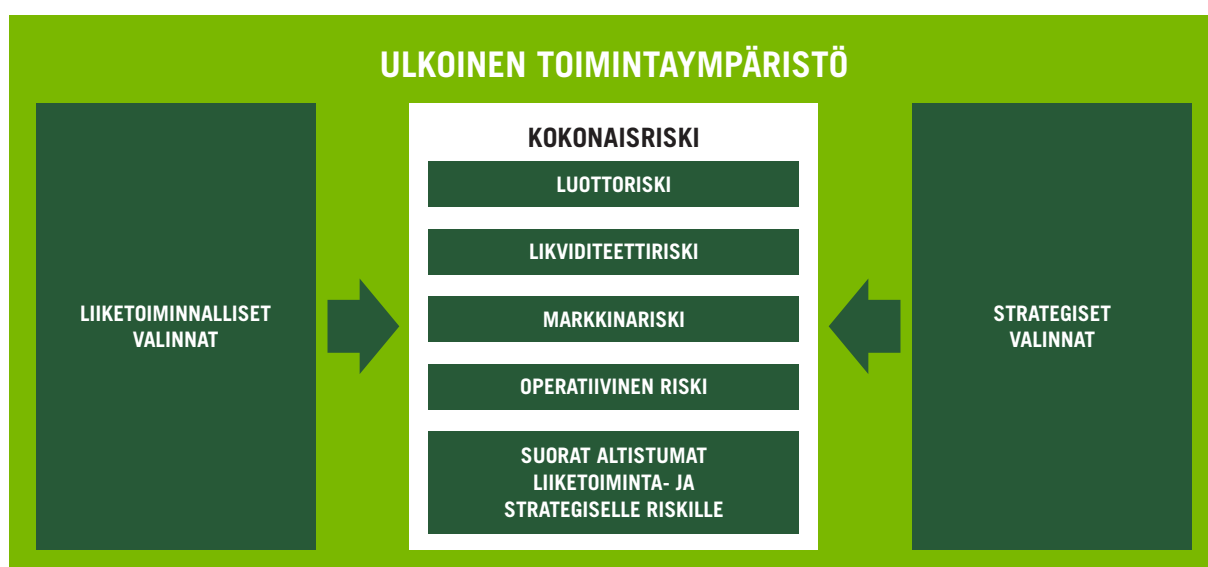 ULKOINEN TOIMINTAYMPÄRISTÖ
LIIKETOIMINNALLISET
VALINNAT
KOKONAISRISKI
LUOTTORISKI
LIKVIDITEETTIRISKI
MARKKINARISKI
OPERATIIVINEN RISKI
SUORAT ALTISTUMAT
LIIKETOIMINTA- JA
STRATEGISELLE RISKILLE
STRATEGISET
VALINNAT